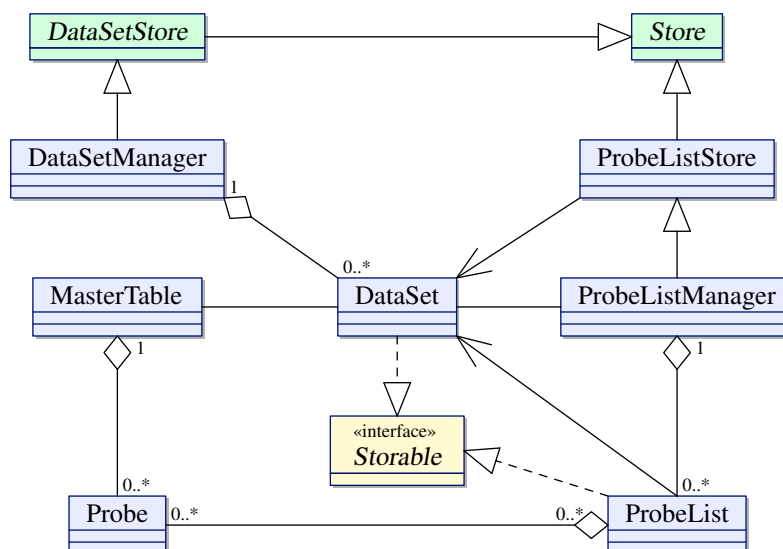 DataSetStore
Store
DataSetManager
ProbeListStore
1
0..*
MasterTable
DataSet
ProbeListManager
1
1
«interface»
Storable
0..*
0..*
Probe
0..*
0..*
ProbeList